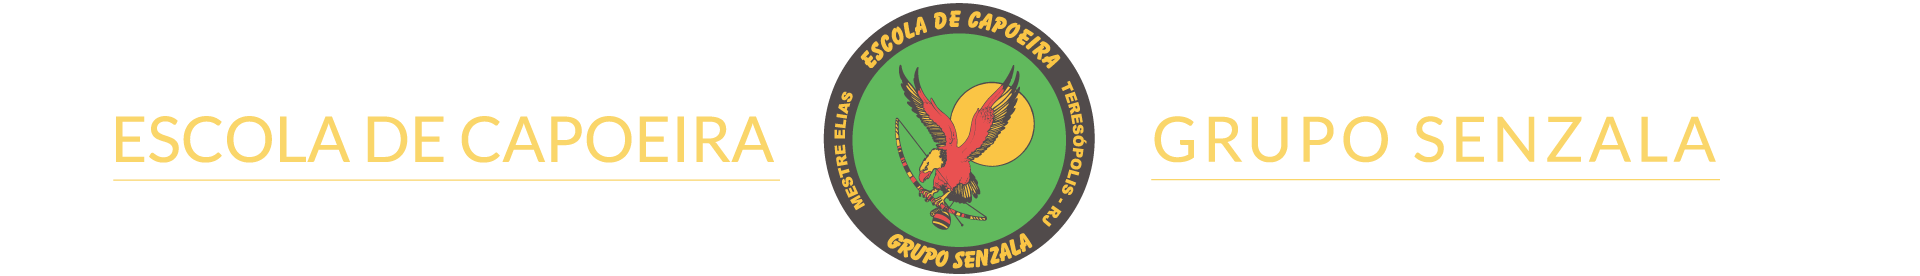 ESCOLA DE CAPOEIRA
ESCOLA DE CAPOEIRA
MESTRE ELIAS
TERESÓPOLIS - RJ
GRUPO SENZALA
GRUPO SENZALA